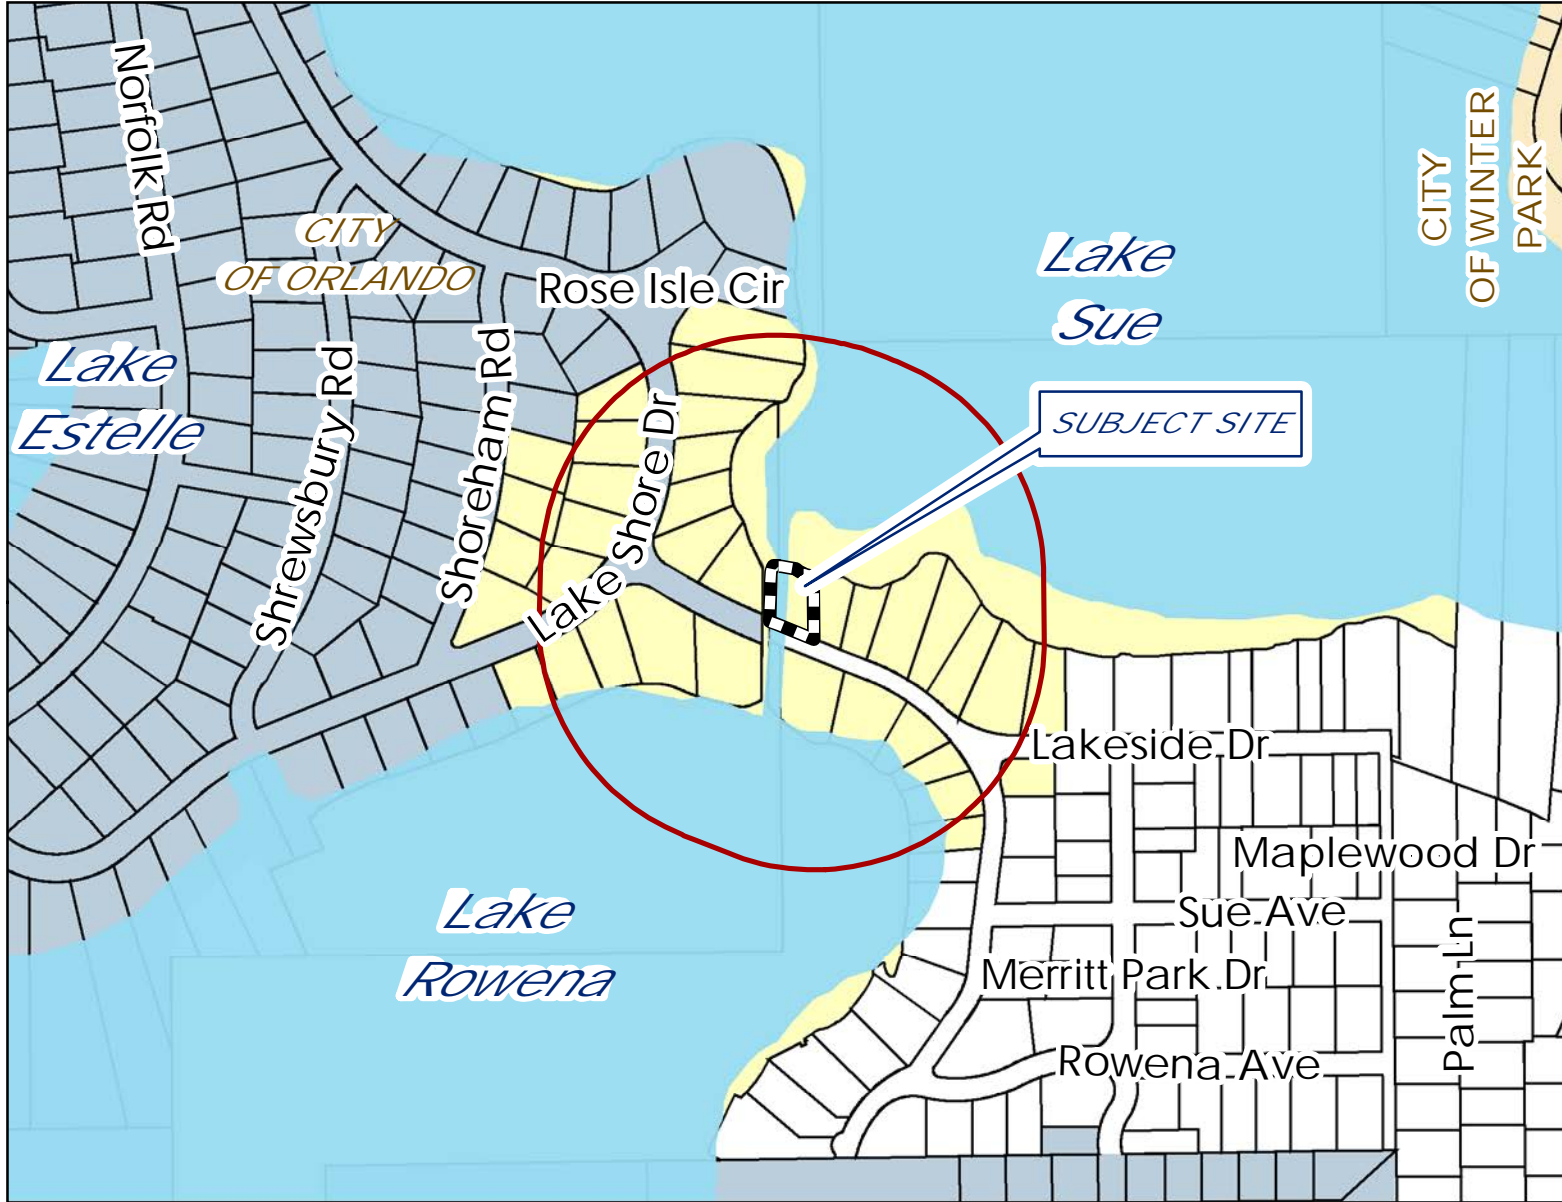 Norfolk Rd
CITY
OF ORLANDO
CITY
OF WINTER
PARK
Lake
Sue
Rose Isle Cir
Lake
Estelle
Shrewsbury Rd
Shoreham Rd
Lake Shore Dr
SUBJECT SITE
Lakeside Dr
Maplewood Dr
Sue Ave
Lake
Rowena
Merritt Park Dr
Palm Ln
Rowena Ave